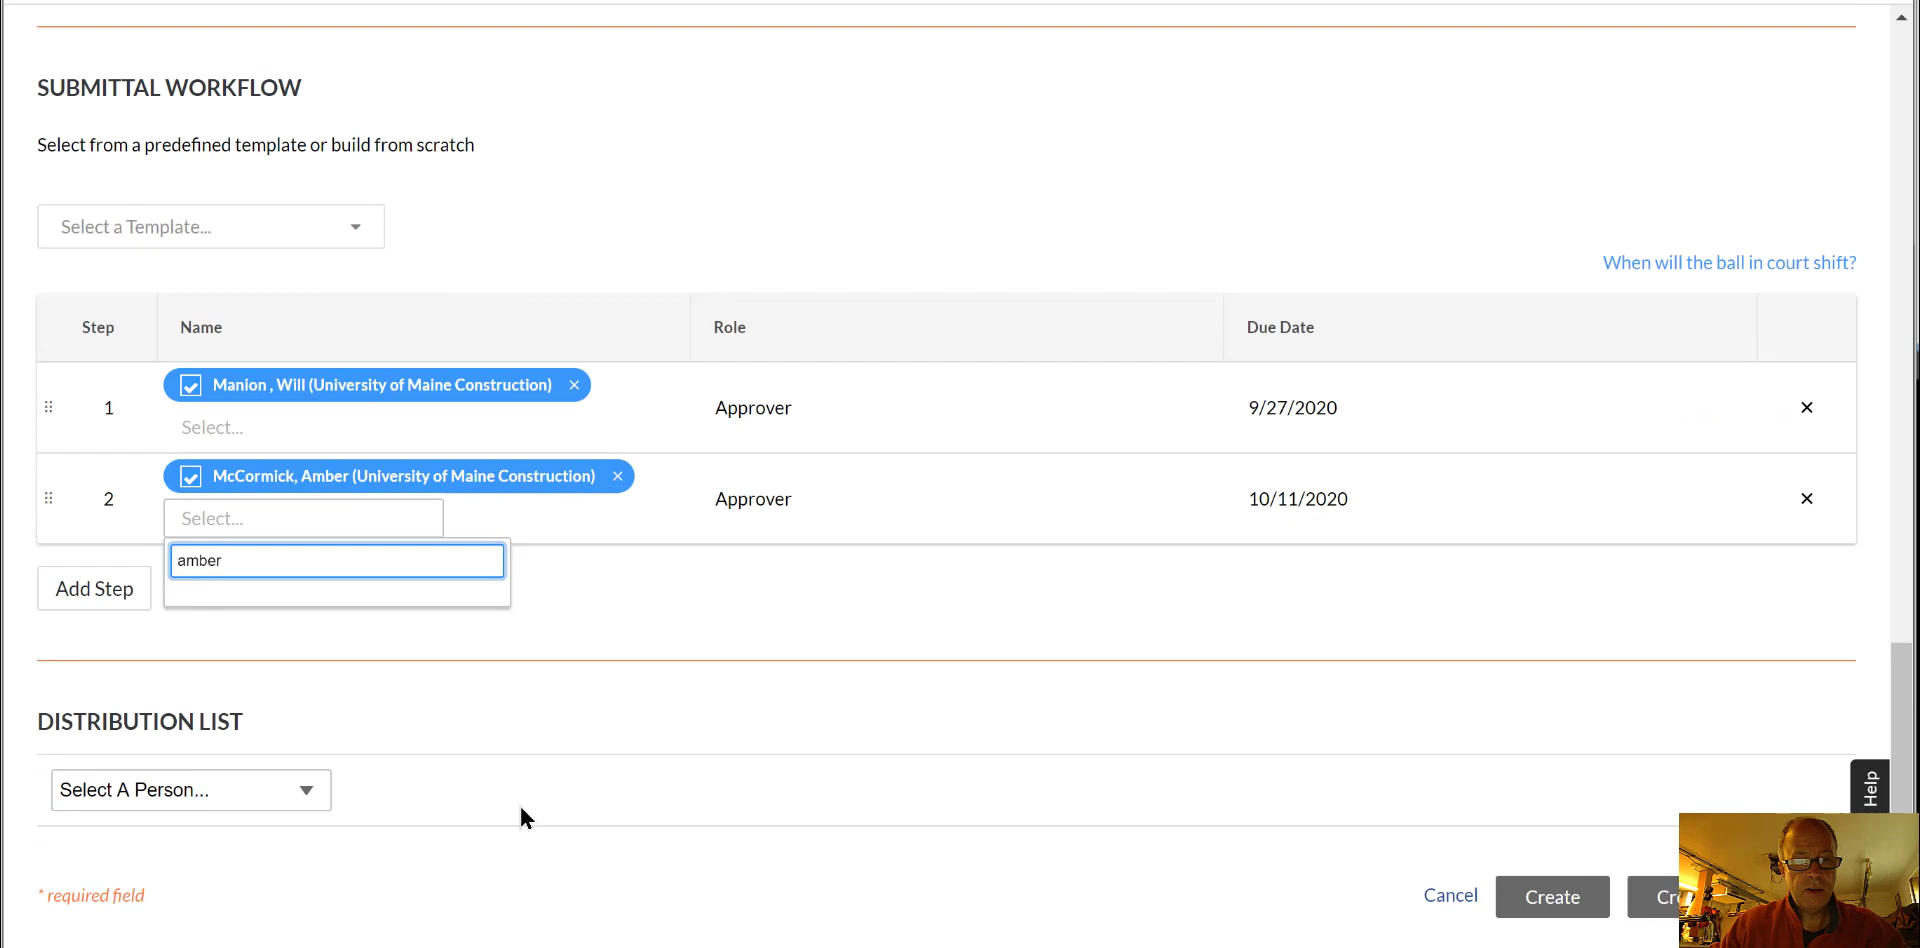 SUBMITTAL WORKFLOW
Select from a predefined template or build from scratch
Select a Template...
When will the ball in court shift?
Step Name Role Due Date
Manion , Will (University of Maine Construction) ×
1 Approver 9/27/2020 ×
Select...
McCormick, Amber (University of Maine Construction) ×
2 Approver 10/11/2020 ×
Select...
amber
Add Step
DISTRIBUTION LIST
Select A Person...
Help
* required field
Cancel Create